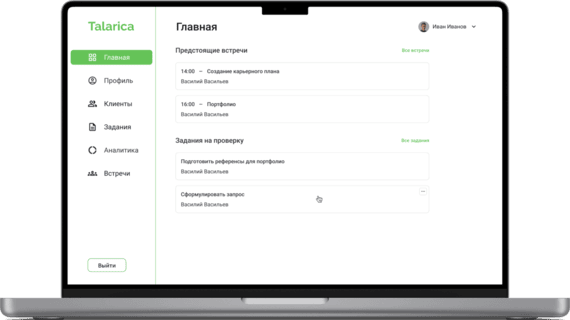 Talarica
Главная
Иван Иванов
Главная
Профиль
Клиенты
Задания
Аналитика
Встречи
Выйти
Предстоящие встречи
Все встречи
14:00 – Создание карьерного плана
Василий Васильев
16:00 – Портфолио
Василий Васильев
Задания на проверку
Все задания
Подготовить референсы для портфолио
Василий Васильев
Сформулировать запрос
Василий Васильев